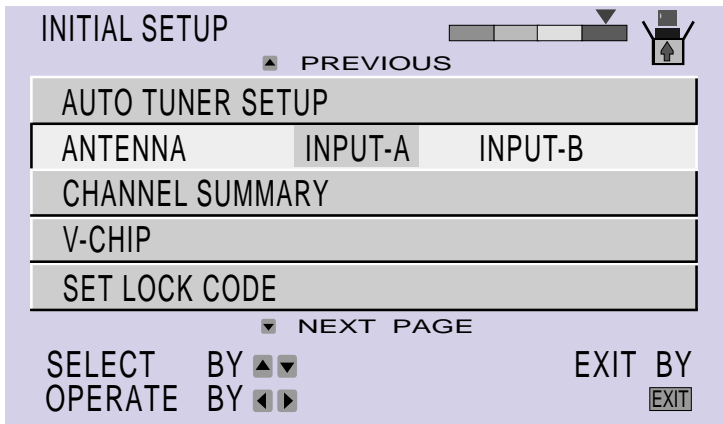 INITIAL SETUP
PREVIOUS
AUTO TUNER SETUP
ANTENNA INPUT-A INPUT-B
CHANNEL SUMMARY
V-CHIP
SET LOCK CODE
NEXT PAGE
SELECT BY EXIT BY
OPERATE BY EXIT